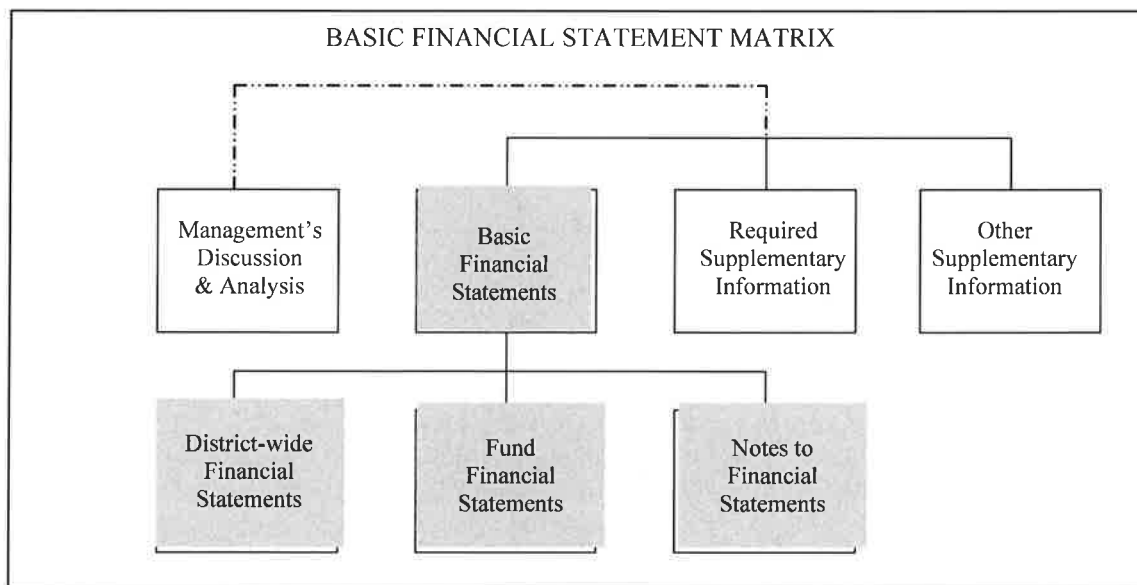 BASIC FINANCIAL STATEMENT MATRIX
Management's
Discussion
& Analysis
Basic
Financial
Statements
Required
Supplementary
Information
Other
Supplementary
Information
District-wide
Financial
Statements
Fund
Financial
Statements
Notes to
Financial
Statements